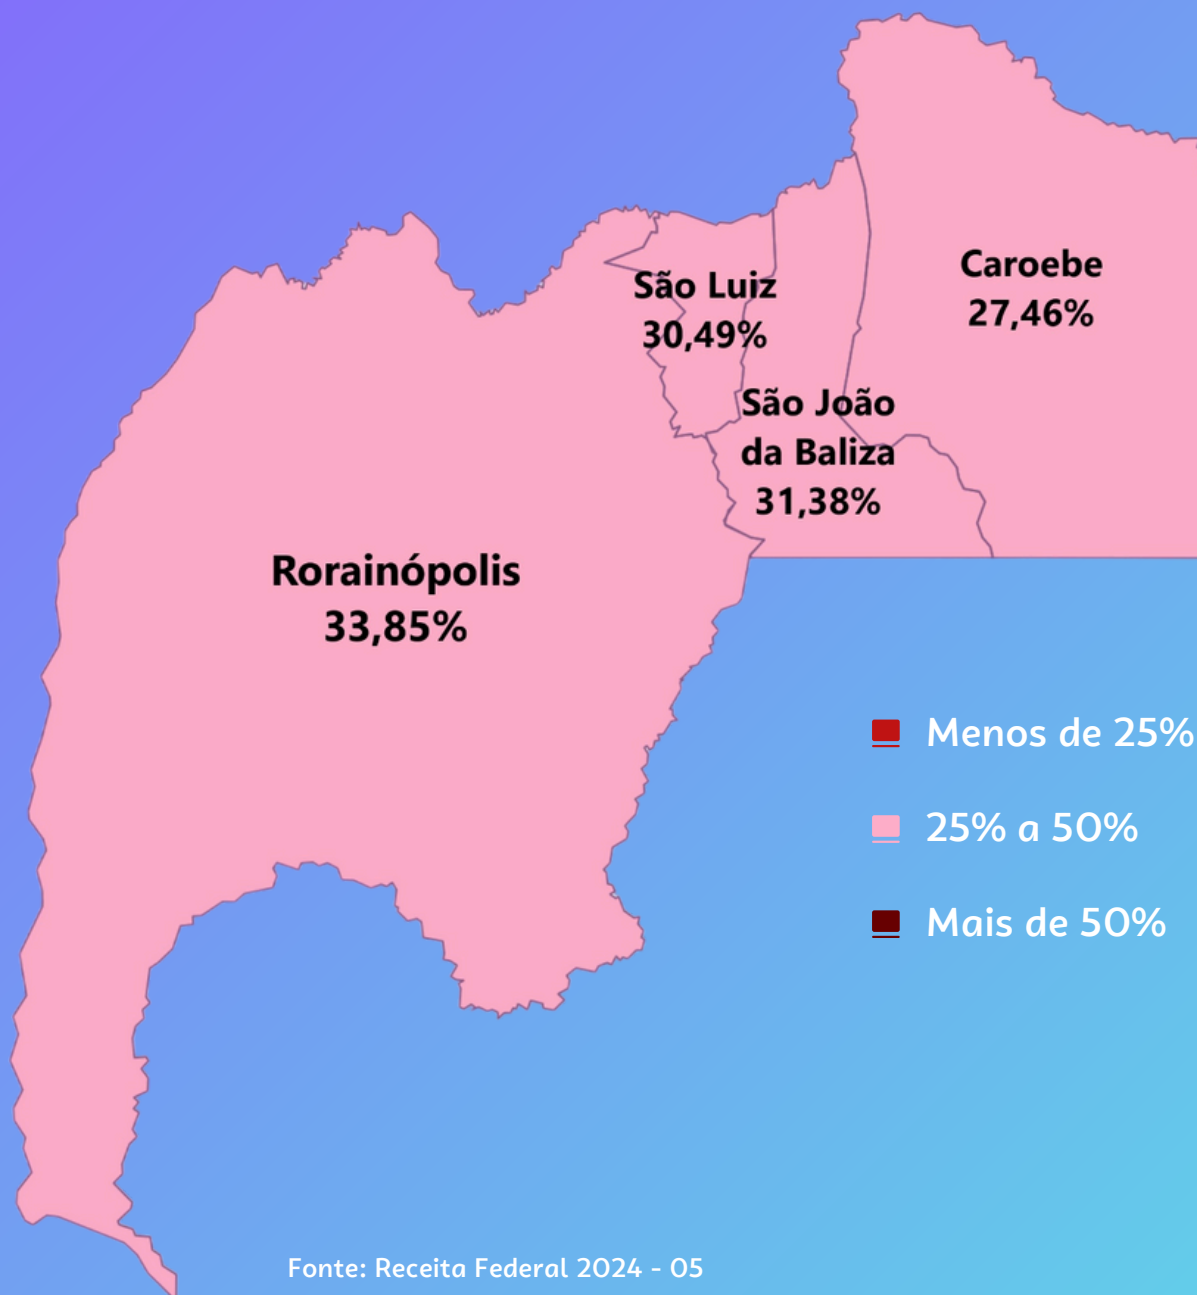 Caroebe
27,46%
São Luiz
30,49%
São João
da Baliza
31,38%
Rorainópolis
33,85%
Menos de 25%
25% a 50%
Mais de 50%
Fonte: Receita Federal 2024 - 05